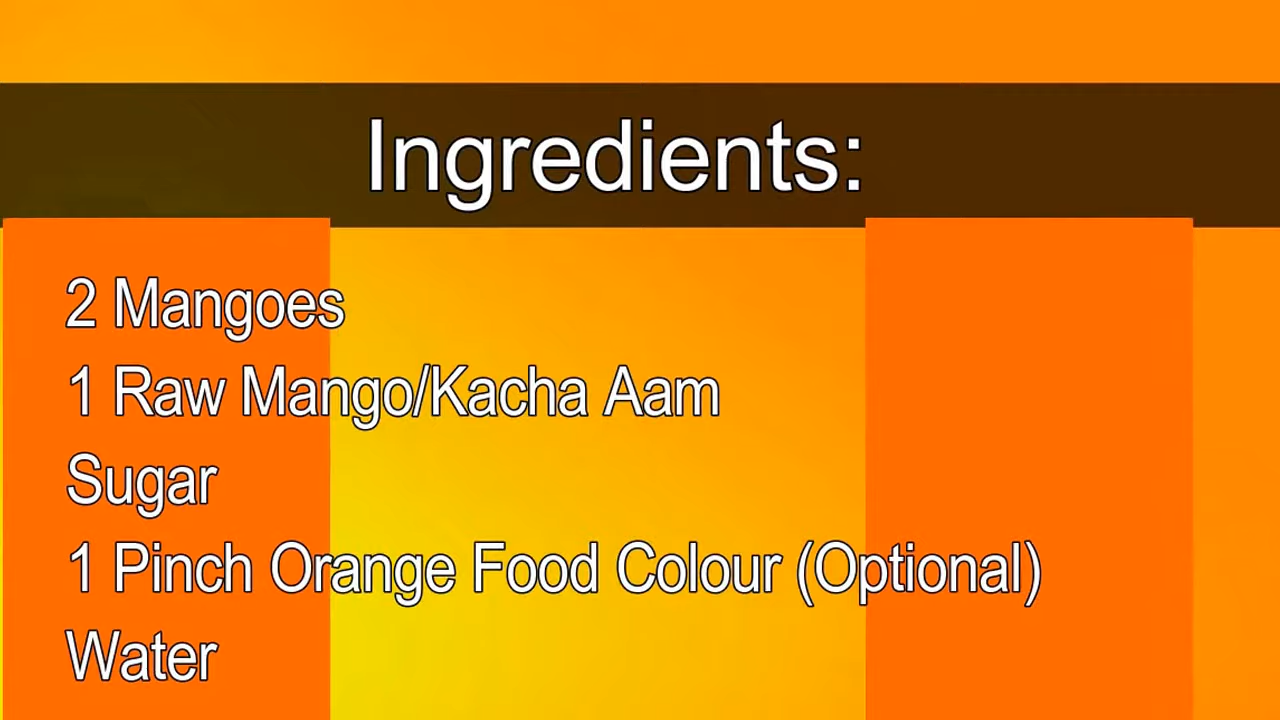 Ingredients:
2 Mangoes
1 Raw Mango/Kacha Aam
Sugar
1 Pinch Orange Food Colour (Optional)
Water